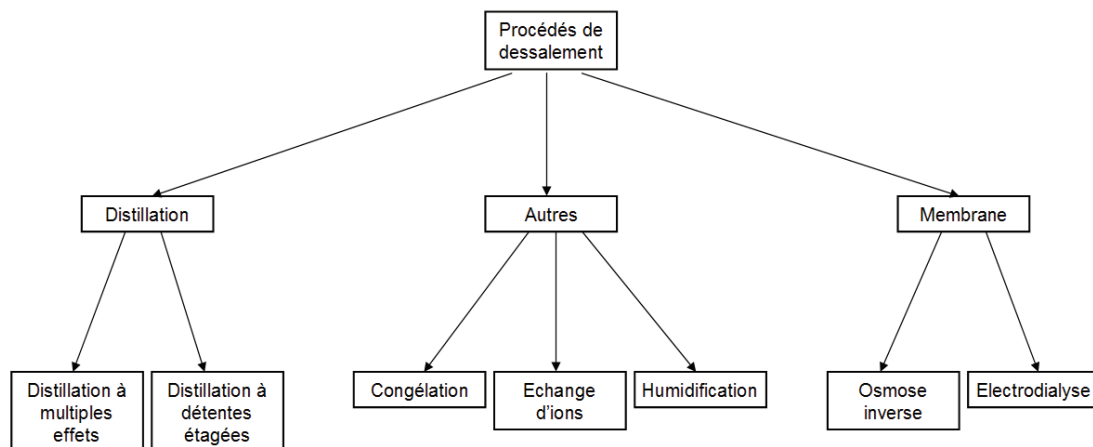 Procédés de
dessalement
Distillation
Autres
Membrane
Distillation à
multiples
effets
Distillation à
détentes
étagées
Congélation
Echange
d'ions
Humidification
Osmose
inverse
Electrodialyse